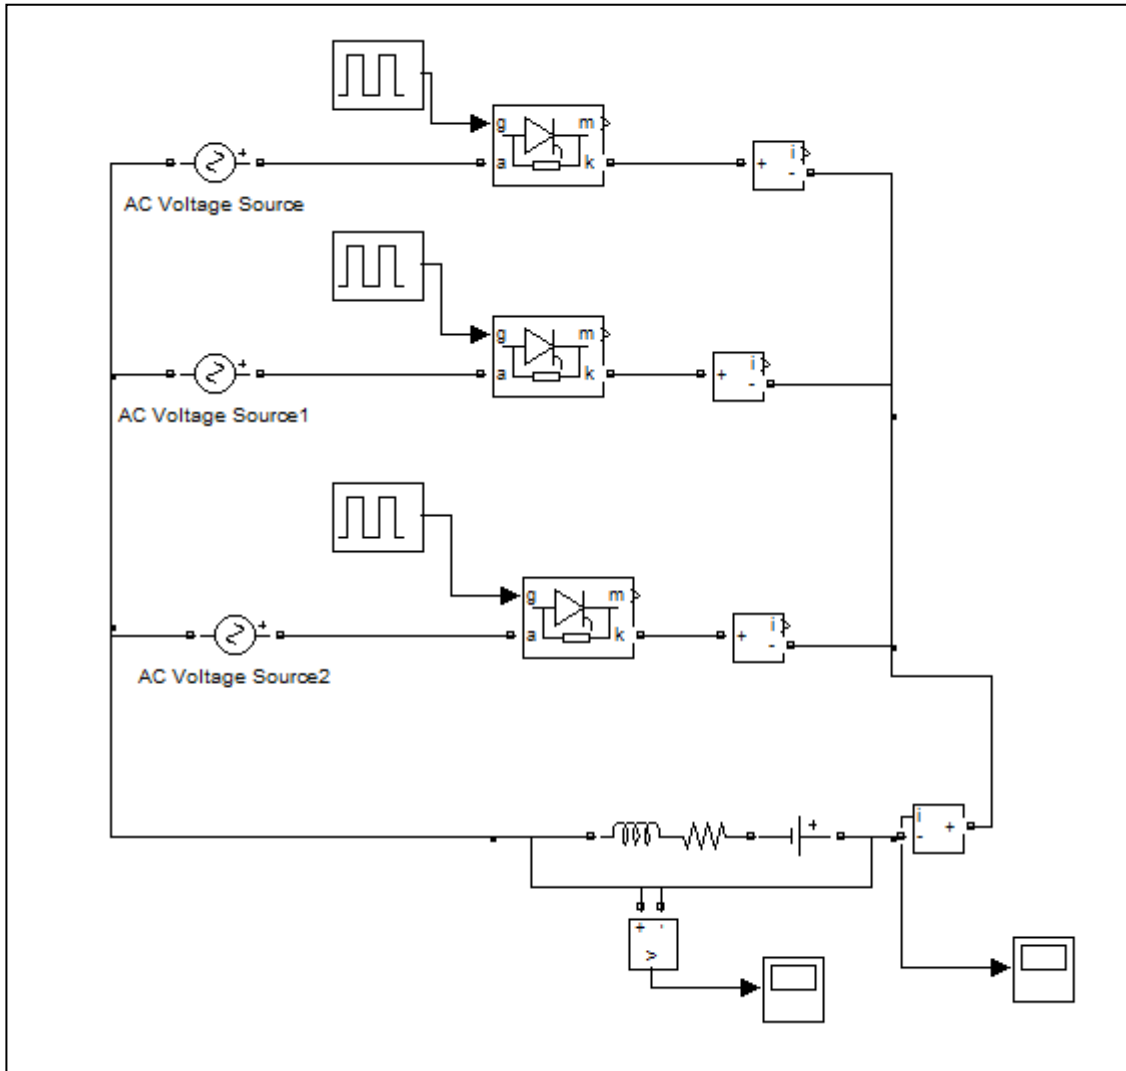 g m
a k
+ i
-
+
AC Voltage Source
g m
a k
+ i
-
+
AC Voltage Source1
g m
a k
+ i
-
+
AC Voltage Source2
+
i
- +
+ -
v